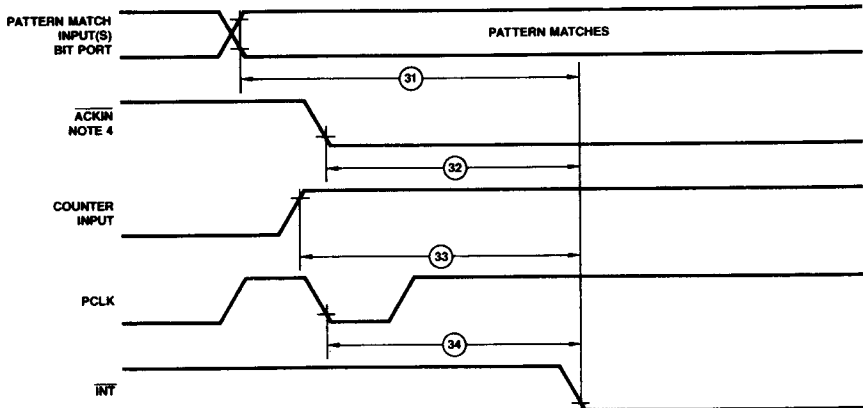 PATTERN MATCH
INPUT(S)
BIT PORT
PATTERN MATCHES
31
ACKIN
NOTE 4
32
COUNTER
INPUT
33
PCLK
34
INT